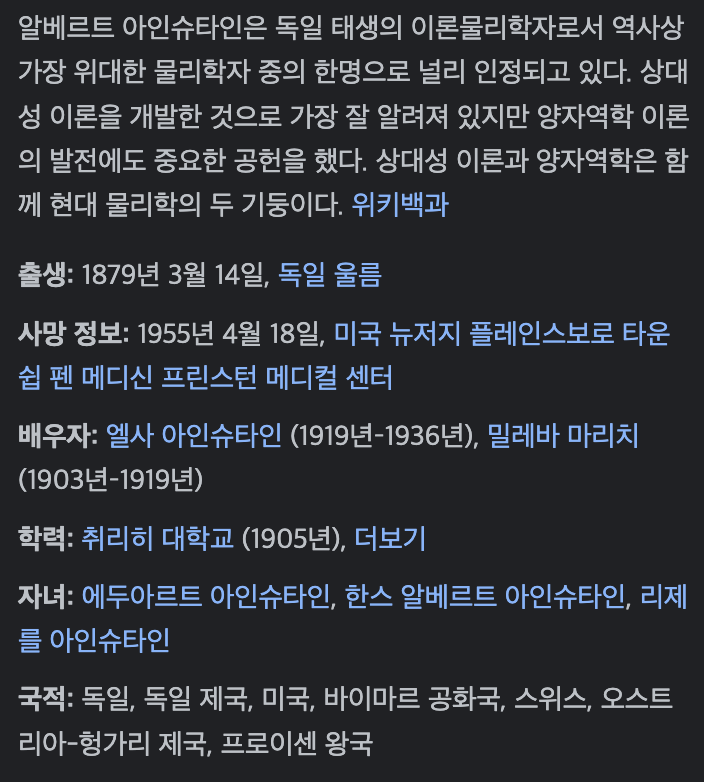 알베르트 아인슈타인은 독일 태생의 이론물리학자로서 역사상
가장 위대한 물리학자 중의 한명으로 널리 인정되고 있다. 상대
성 이론을 개발한 것으로 가장 잘 알려져 있지만 양자역학 이론
의 발전에도 중요한 공헌을 했다. 상대성 이론과 양자역학은 함
께 현대 물리학의 두 기둥이다. 위키백과
출생: 1879년 3월 14일, 독일 울름
사망 정보: 1955년 4월 18일, 미국 뉴저지 플레인스보로 타운
쉽 펜 메디신 프린스턴 메디컬 센터
배우자: 엘사 아인슈타인 (1919년-1936년), 밀레바 마리치
(1903년-1919년)
학력: 취리히 대학교 (1905년), 더보기
자녀: 에두아르트 아인슈타인, 한스 알베르트 아인슈타인, 리제
를 아인슈타인
국적: 독일, 독일 제국, 미국, 바이마르 공화국, 스위스, 오스트
리아-헝가리 제국, 프로이센 왕국